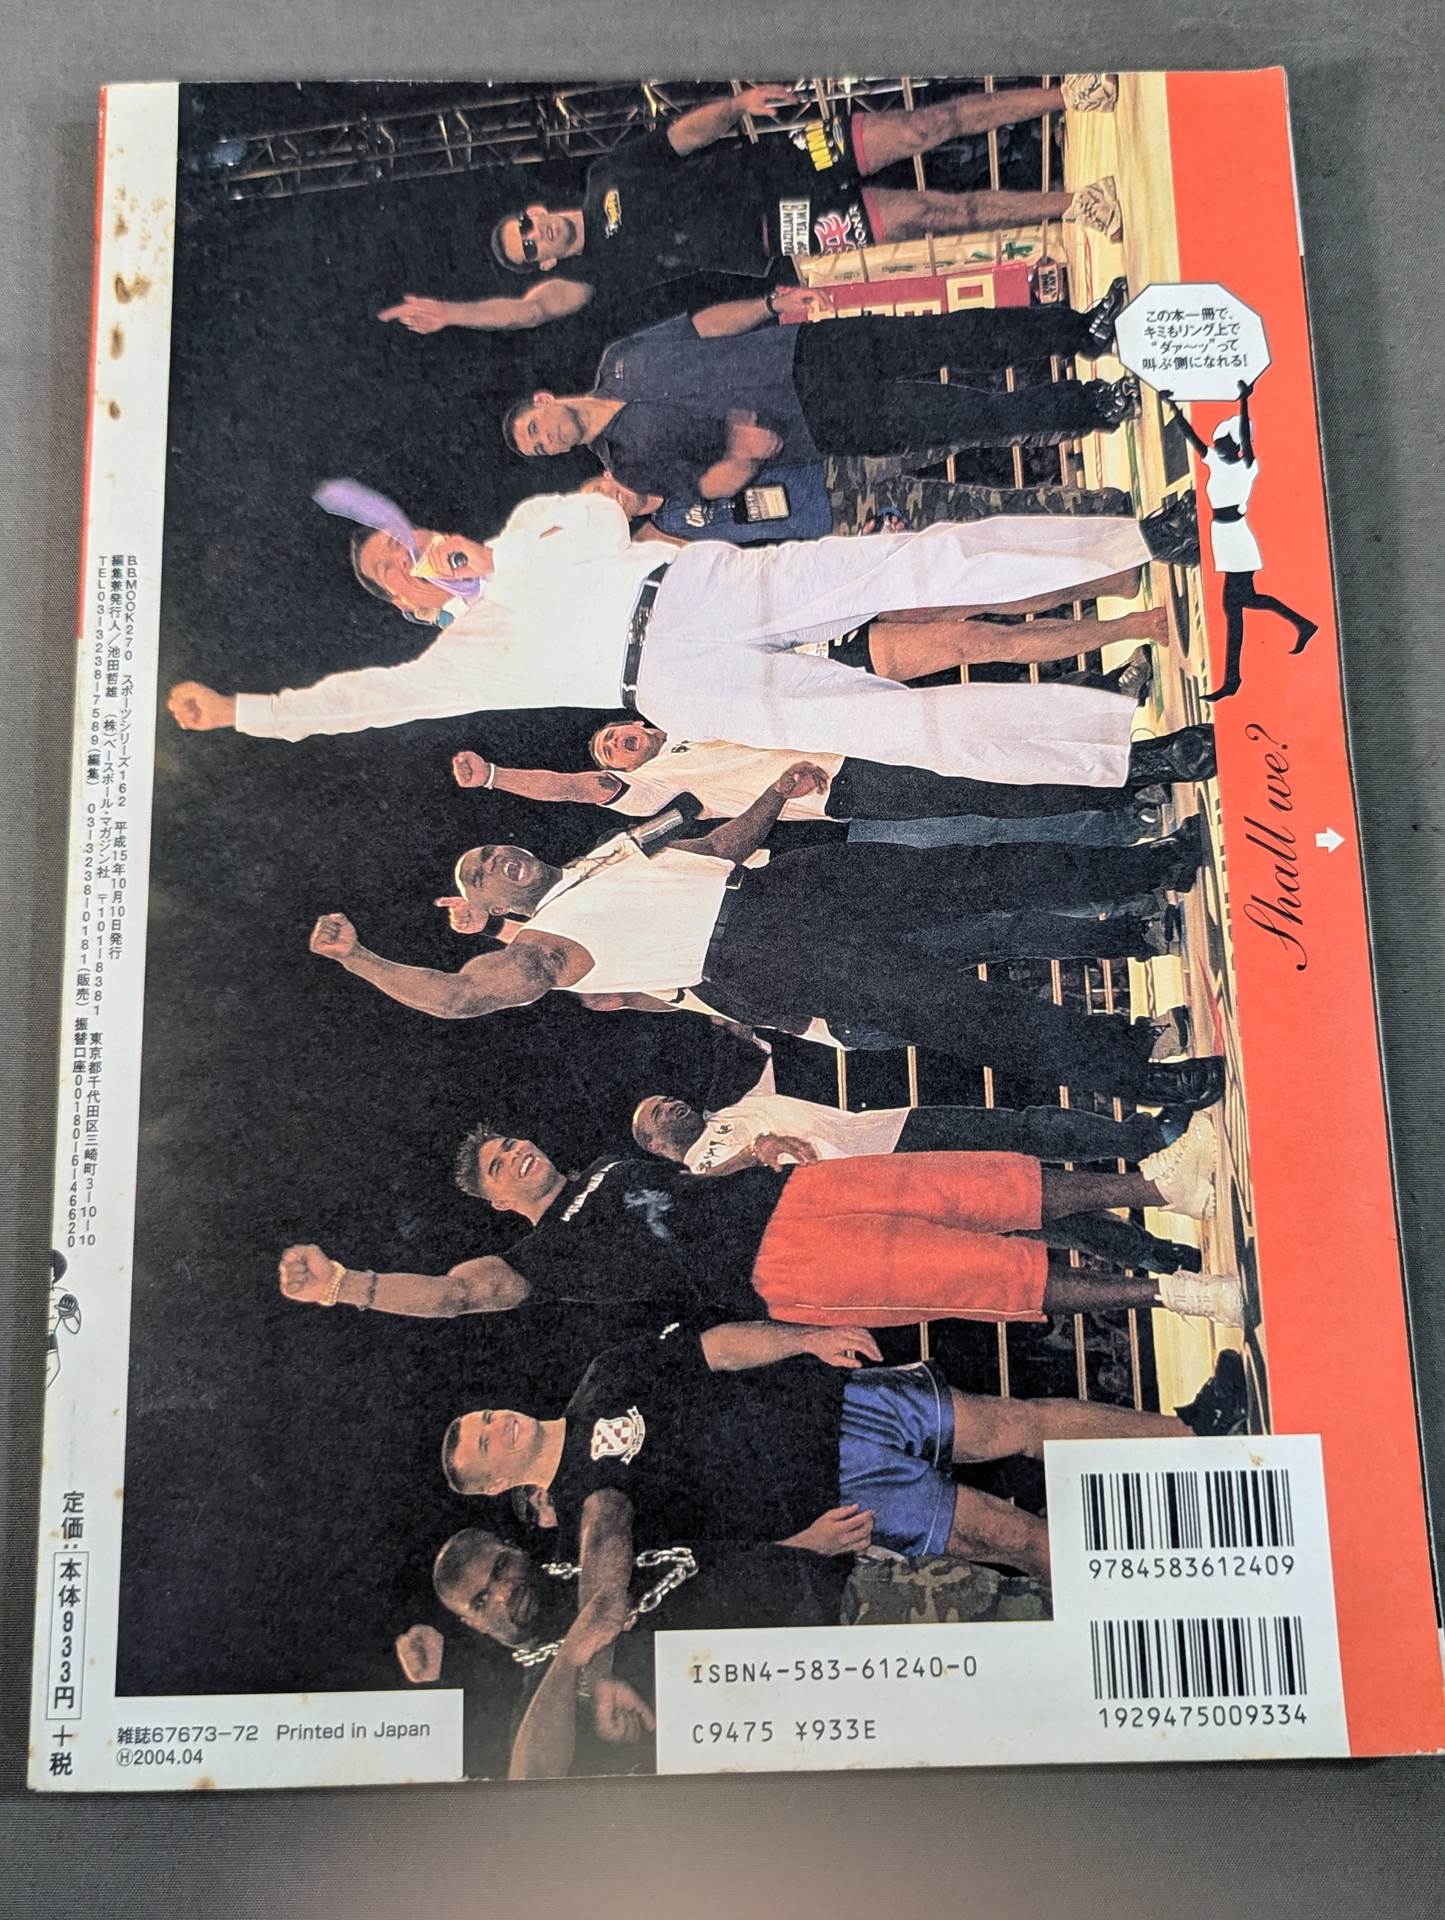 この本一冊で、
キミもリング上で
“ダァ〜ッ”って
叫ぶ側になれる!
Shall we?
B.B.MOOK270 スポーツシリーズ162 平成15年10月10日発行
編集兼発行人/池田哲雄 (株)ベースボール・マガジン社 〒101-8381 東京都千代田区三崎町3-10-10
TEL03-3238-7589(編集) 03-3238-0181(販売) 振替口座00180-6-46620
定価:本体933円+税
雑誌67673-72 Printed in Japan
Ⓗ2004.04
ISBN4-583-61240-0
C9475 ¥933E
9784583612409
1929475009334